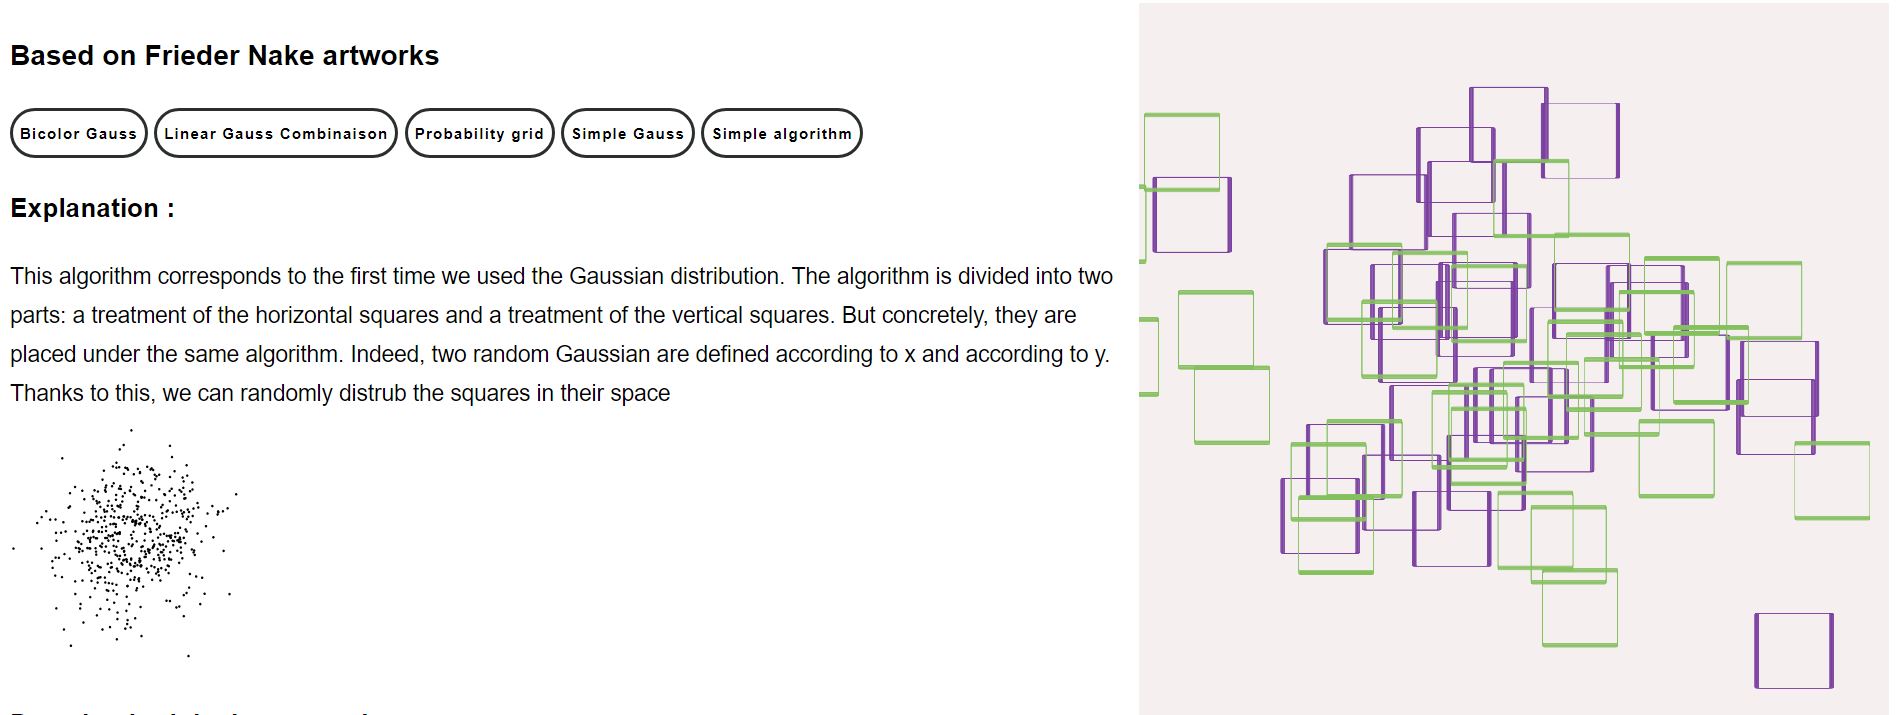 Based on Frieder Nake artworks
Bicolor Gauss Linear Gauss Combinaison Probability grid Simple Gauss Simple algorithm
Explanation :
This algorithm corresponds to the first time we used the Gaussian distribution. The algorithm is divided into two
parts: a treatment of the horizontal squares and a treatment of the vertical squares. But concretely, they are
placed under the same algorithm. Indeed, two random Gaussian are defined according to x and according to y.
Thanks to this, we can randomly distrub the squares in their space